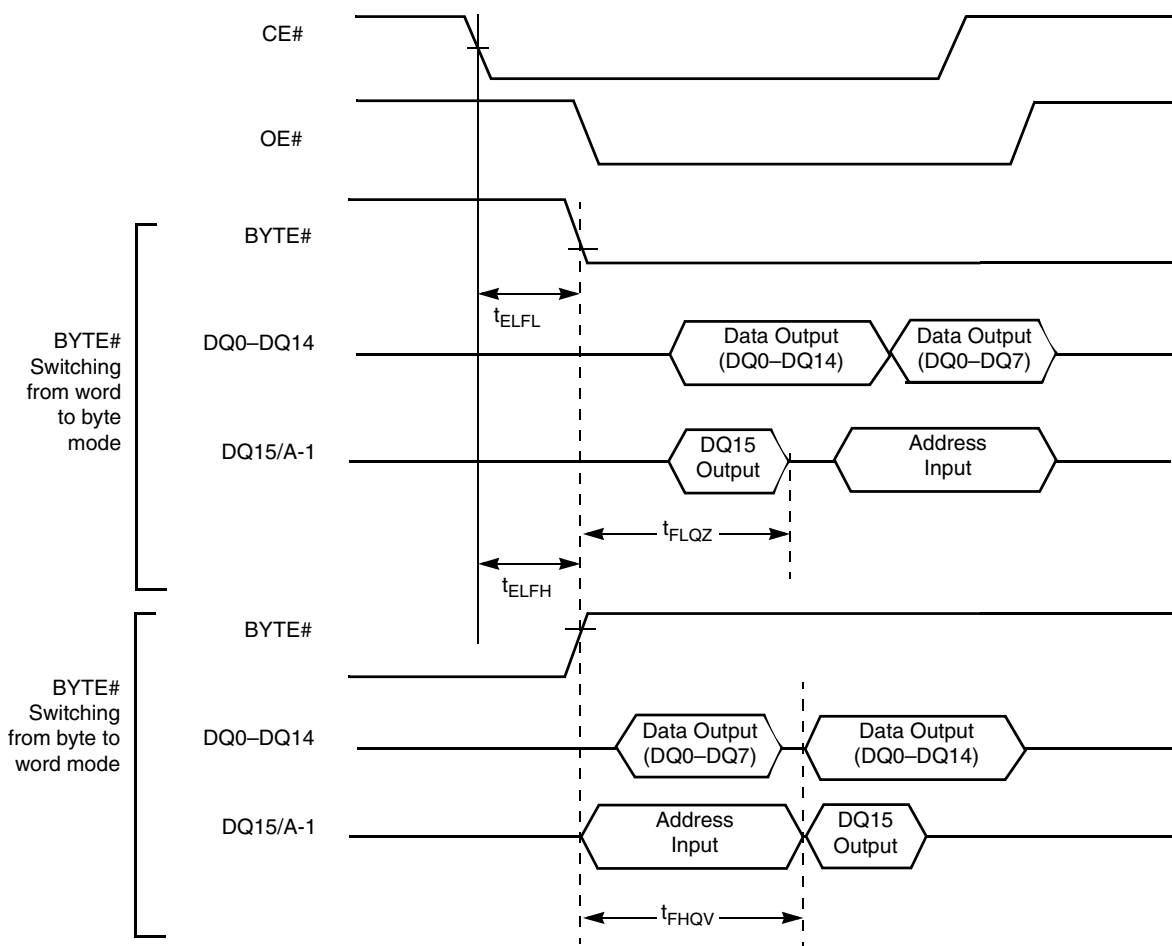 CE#
OE#
BYTE#
tELFL
BYTE#
Switching
from word
to byte
mode
DQ0–DQ14
Data Output
(DQ0–DQ14)
Data Output
(DQ0–DQ7)
DQ15/A-1
DQ15
Output
Address
Input
tFLQZ
tELFH
BYTE#
BYTE#
Switching
from byte to
word mode
DQ0–DQ14
Data Output
(DQ0–DQ7)
Data Output
(DQ0–DQ14)
DQ15/A-1
Address
Input
DQ15
Output
tFHQV